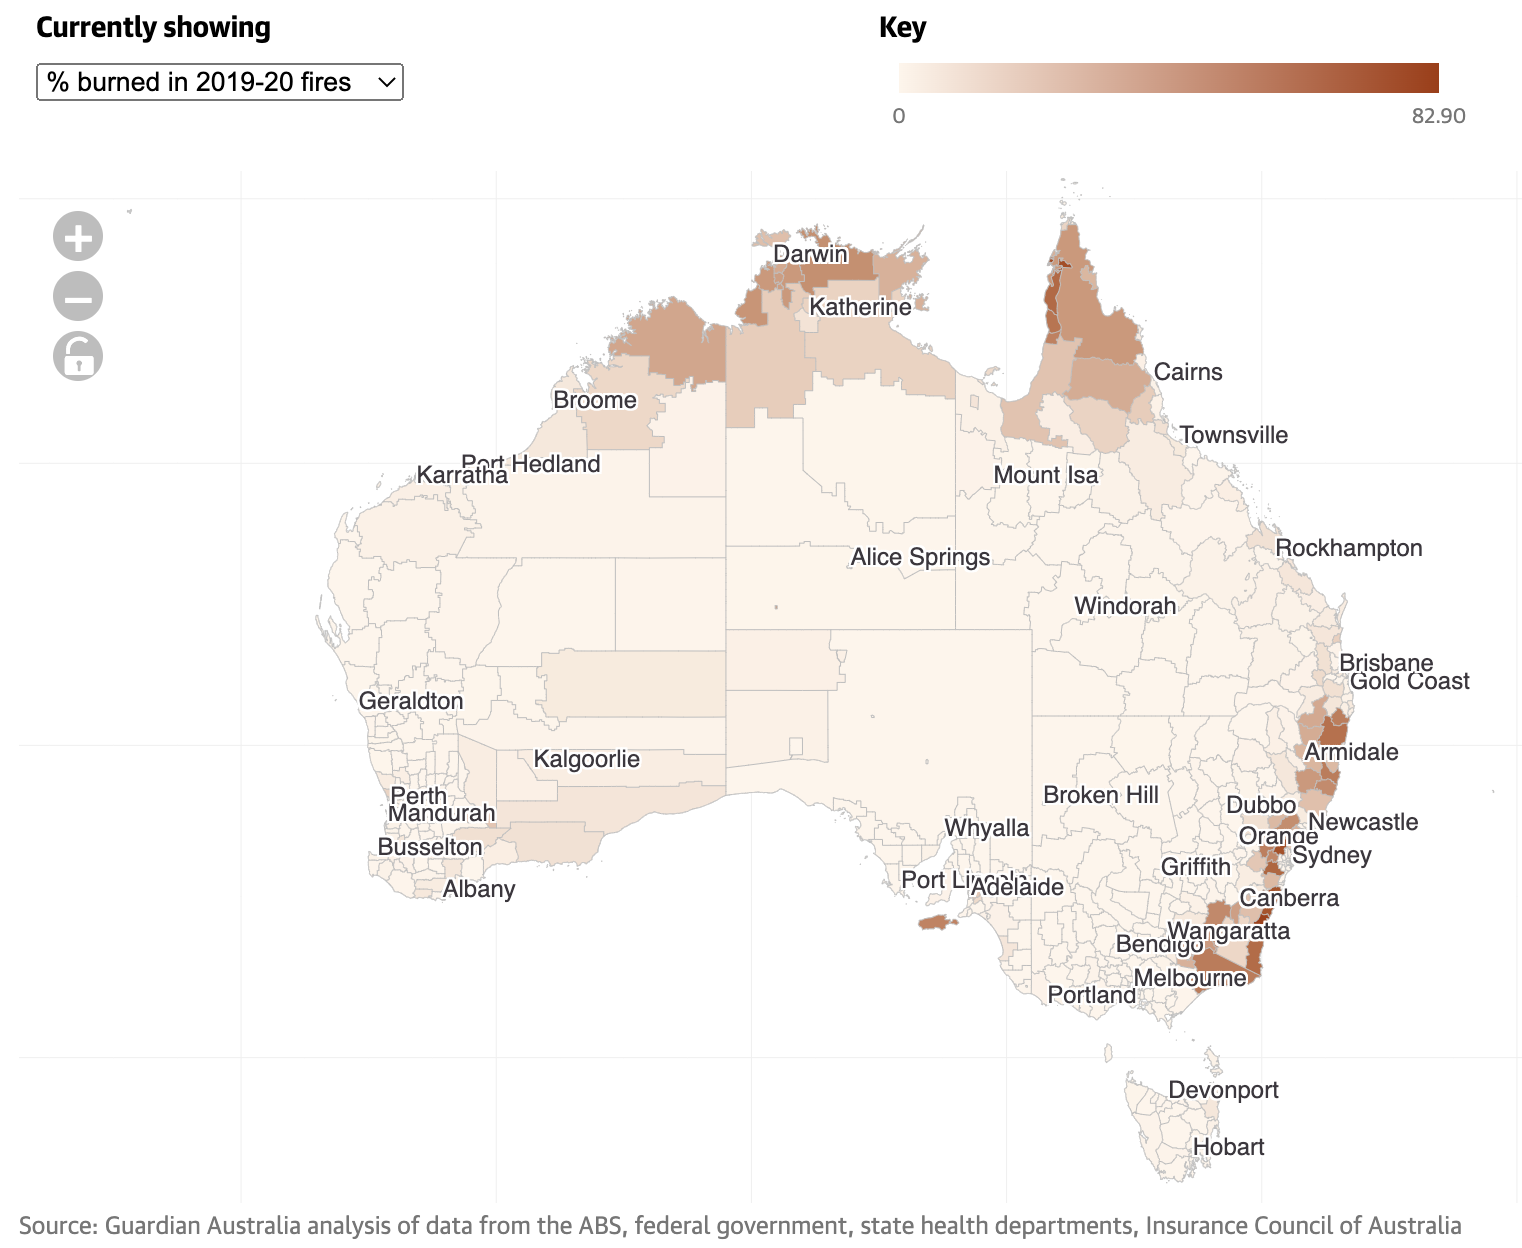 Currently showing
Key
% burned in 2019-20 fires
0
82.90
Darwin
Katherine
Cairns
Broome
Townsville
Port Hedland
Karratha
Mount Isa
Rockhampton
Alice Springs
Windorah
Brisbane
Gold Coast
Geraldton
Armidale
Kalgoorlie
Perth
Broken Hill
Dubbo
Mandurah
Newcastle
Whyalla
Orange
Busselton
Sydney
Griffith
Port Lincoln
Adelaide
Albany
Canberra
Wangaratta
Bendigo
Melbourne
Portland
Devonport
Hobart
Source: Guardian Australia analysis of data from the ABS, federal government, state health departments, Insurance Council of Australia